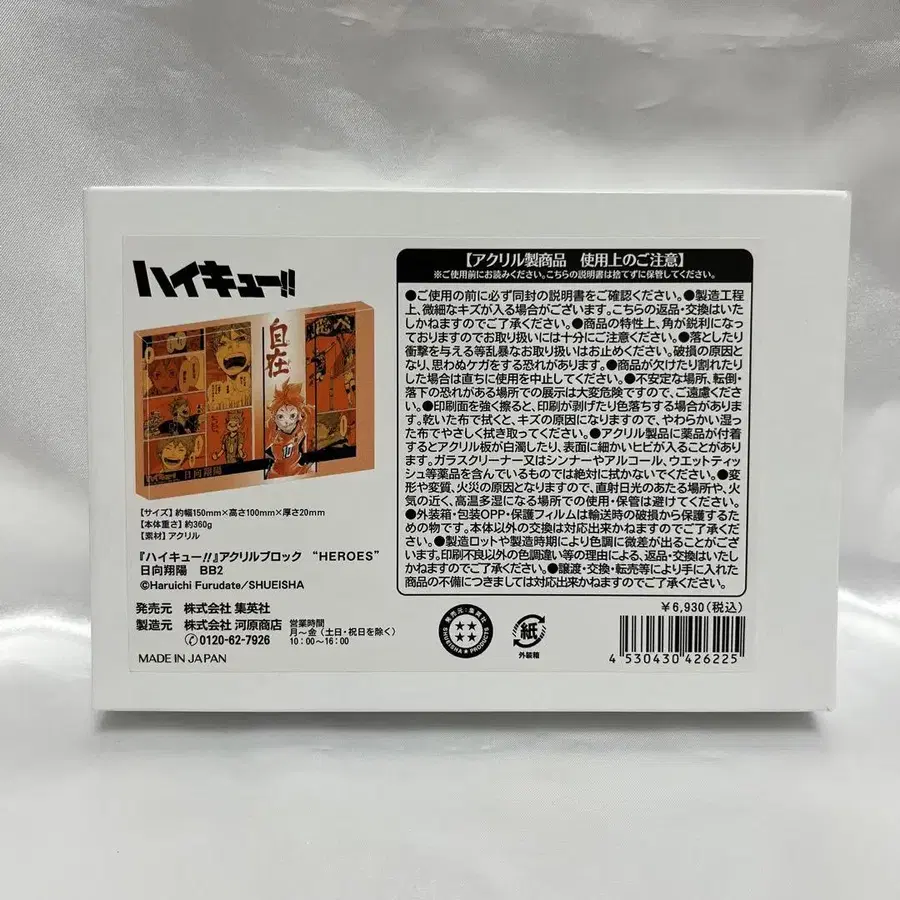 ハイキュー!!
自在
10
ハイキュー!!
日向翔陽
【サイズ】約幅150mm×高さ100mm×厚さ20mm
【本体重さ】約360g
【素材】アクリル
『ハイキュー!!』アクリルブロック “HEROES”
日向翔陽 BB2
©Haruichi Furudate/SHUEISHA
発売元 株式会社 集英社
製造元 株式会社 河原商店
✆0120-62-7926
営業時間
月〜金(土日・祝日を除く)
10:00〜16:00
MADE IN JAPAN
【アクリル製商品 使用上のご注意】
※ご使用前にお読みください。こちらの説明書は捨てずに保管してください。
●ご使用の前に必ず同封の説明書をご確認ください。●製造工程
上、微細なキズが入る場合がございます。こちらの返品・交換はいた
しかねますのでご了承ください。●商品の特性上、角が鋭利になっ
ておりますのでお取り扱いには十分にご注意ください。●落としたり
衝撃を与える等乱暴なお取り扱いはお止めください。破損の原因と
なり、思わぬケガをする恐れがあります。●商品が欠けたり割れたり
した場合は直ちに使用を中止してください。●不安定な場所、転倒・
落下の恐れがある場所での展示は大変危険ですので、ご遠慮くだ
さい。●印刷面を強く擦ると、印刷が剥げたり色落ちする場合があり
ます。乾いた布で拭くと、キズの原因になりますので、やわらかい湿
った布でやさしく拭き取ってください。●アクリル製品に薬品が付着
するとアクリル板が白濁したり、表面に細かいヒビが入ることがあり
ます。ガラスクリーナー又はシンナーやアルコール、ウエットティッ
シュ等薬品を含んでいるものでは絶対に拭かないでください。●変
形や変質、火災の原因となりますので、直射日光のあたる場所や、火
気の近く、高温多湿になる場所での使用・保管は避けてください。
●外装箱・包装OPP・保護フィルムは輸送時の破損から保護するた
めの物です。本体以外の交換は対応出来かねますのでご了承くだ
さい。●製造ロットや製造時期により色調に微差が出ることがござ
います。印刷不良以外の色調違い等の理由による、返品・交換はいた
しかねますのでご了承ください。●譲渡・交換・転売等により手に入れた
商品の不備につきましては対応出来かねますのでご了承ください。
¥6,930(税込)
発売元:集英社
SHUEISHA★PRODUCTS
紙
外装箱
4 530430 426225